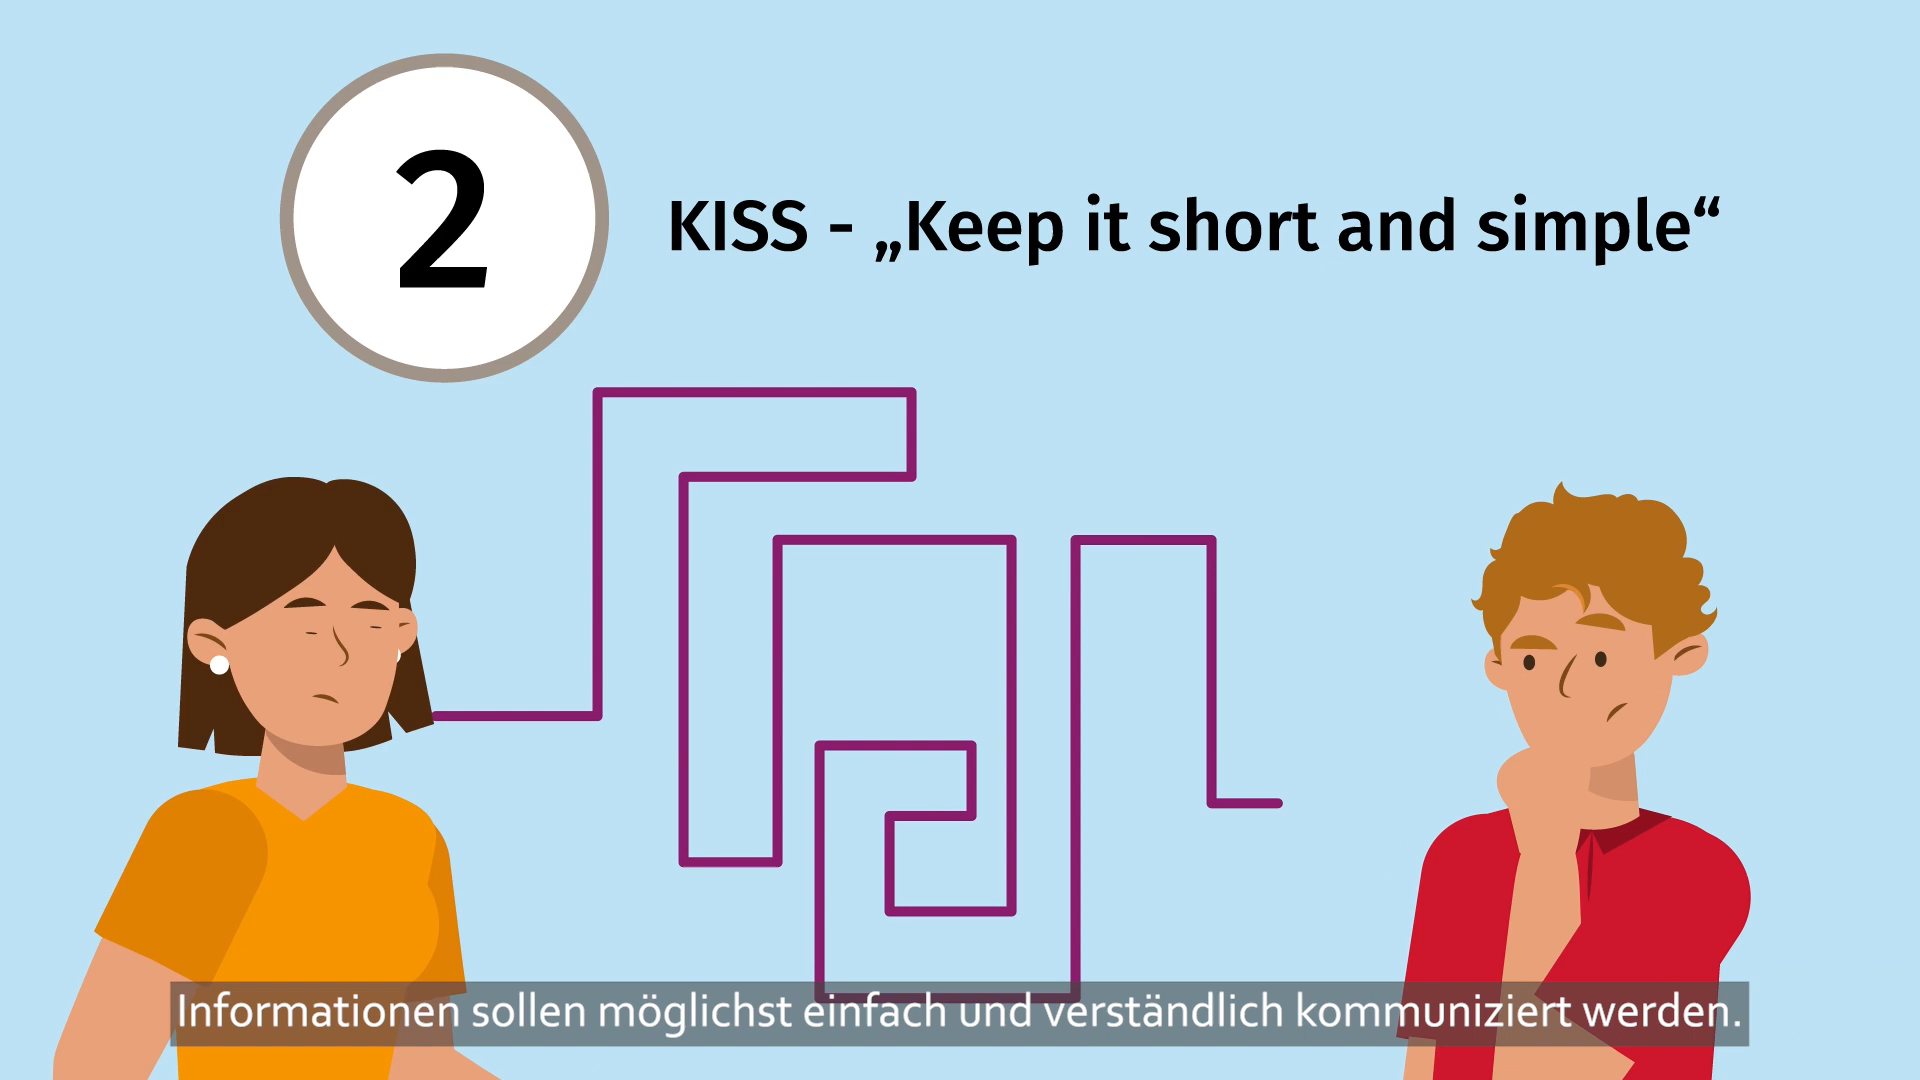 2
KISS - „Keep it short and simple“
Informationen sollen möglichst einfach und verständlich kommuniziert werden.